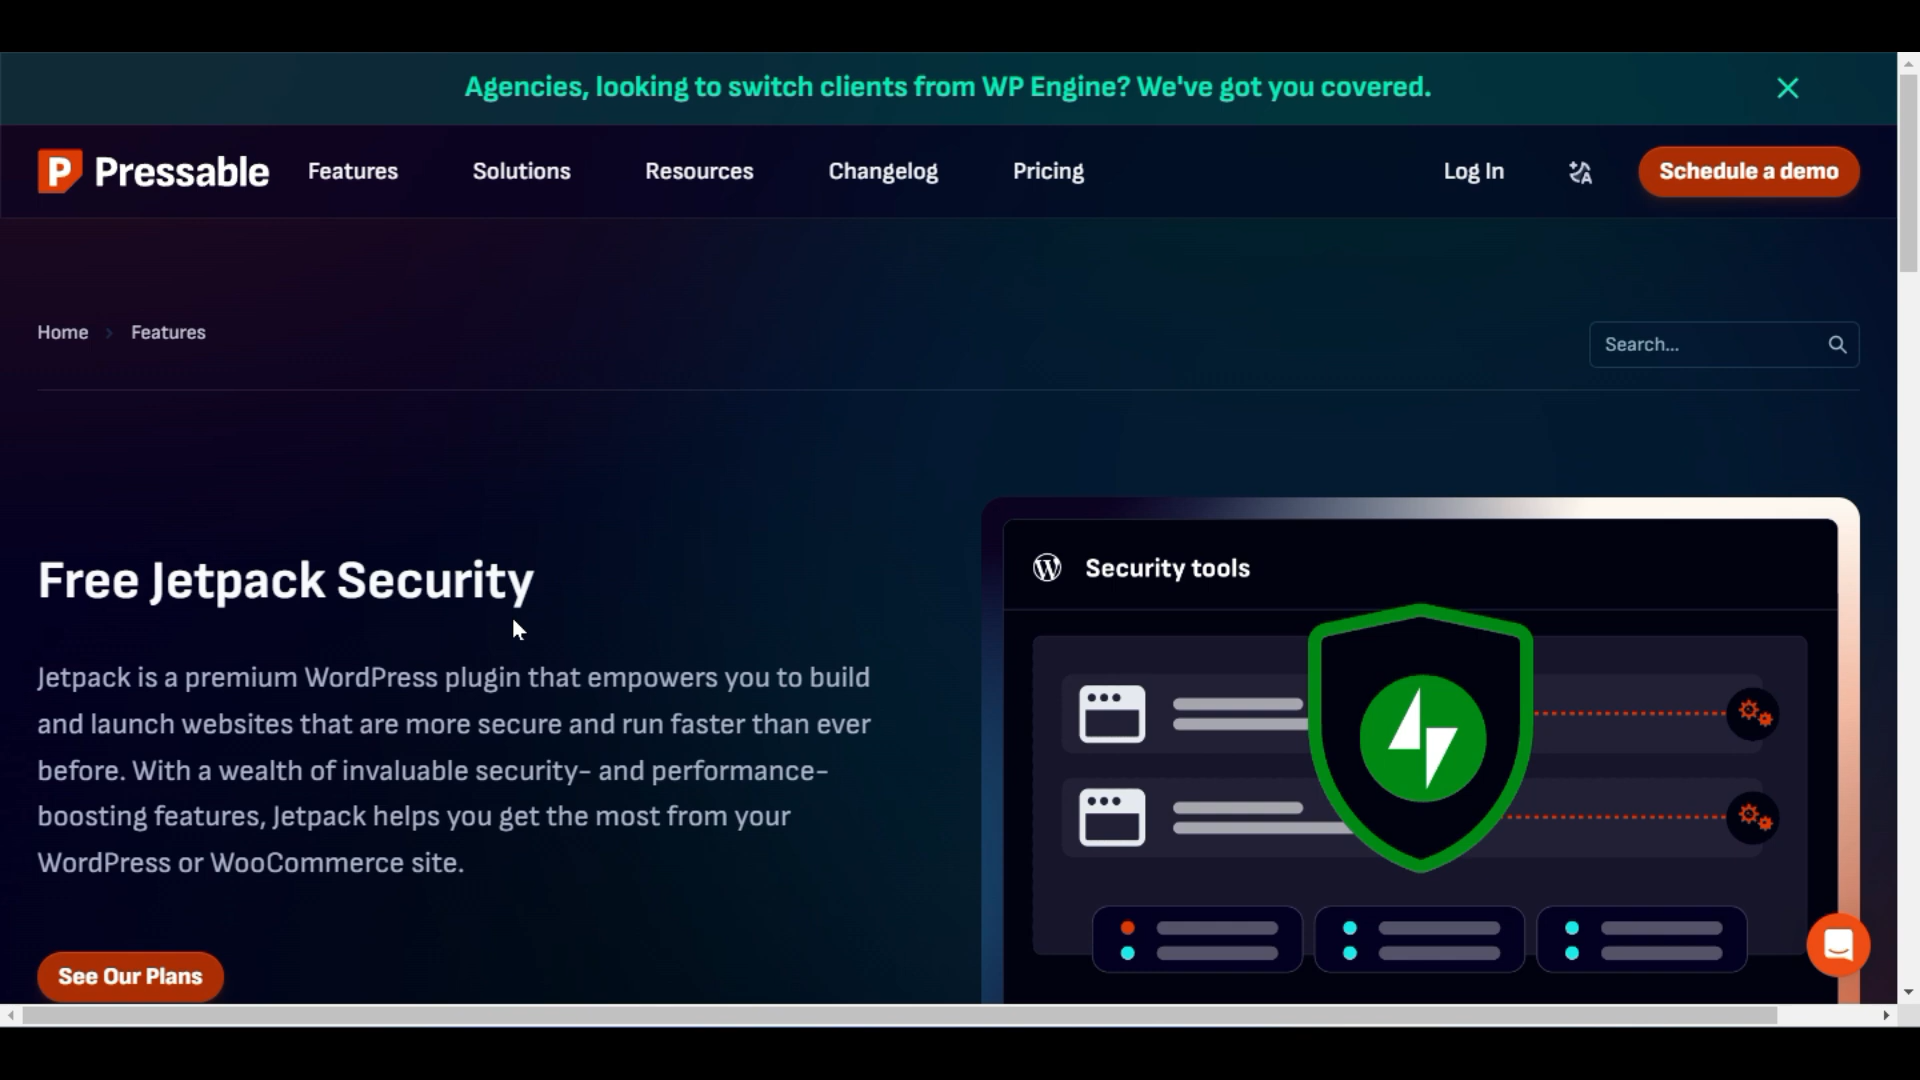 Agencies, looking to switch clients from WP Engine? We've got you covered.
Pressable
Features
Solutions
Resources
Changelog
Pricing
Log In
Schedule a demo
Home
Features
Search...
Free Jetpack Security
Jetpack is a premium WordPress plugin that empowers you to build
and launch websites that are more secure and run faster than ever
before. With a wealth of invaluable security- and performance-
boosting features, Jetpack helps you get the most from your
WordPress or WooCommerce site.
See Our Plans
Security tools